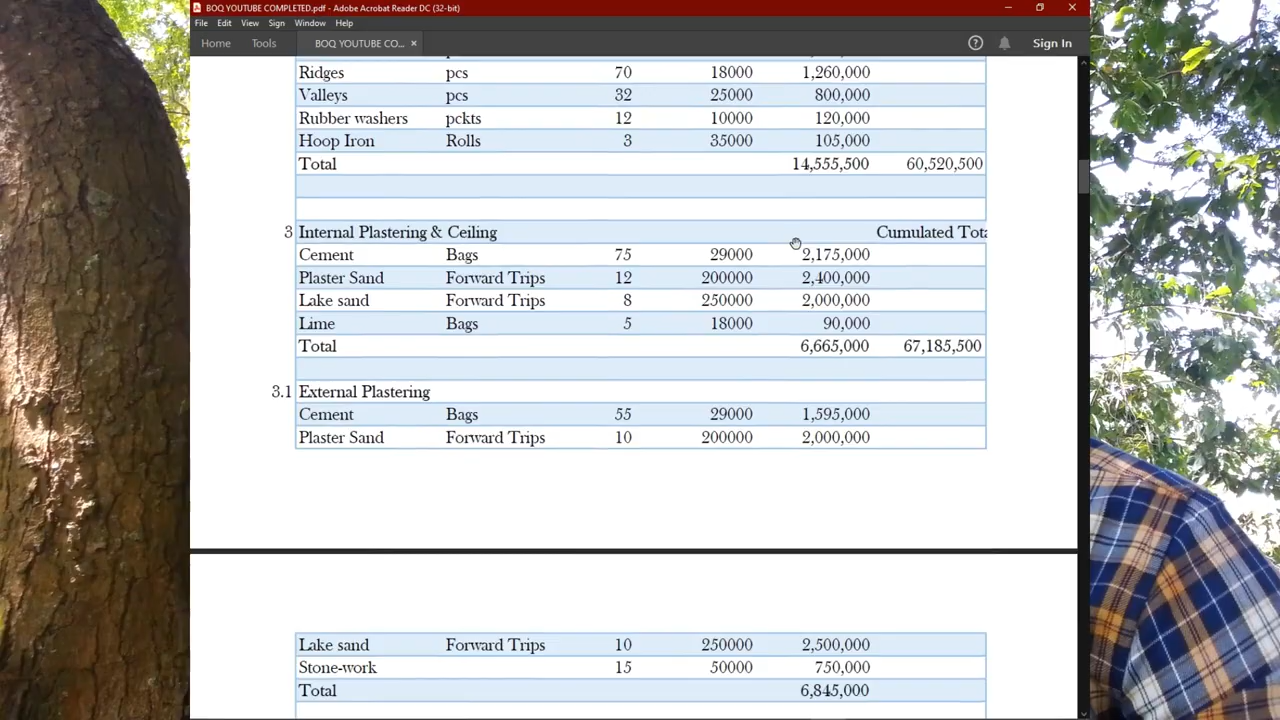 BOQ YOUTUBE COMPLETED.pdf - Adobe Acrobat Reader DC (32-bit)
File Edit View Sign Window Help
Home Tools BOQ YOUTUBE CO... × Sign In
Ridges pcs 70 18000 1,260,000
Valleys pcs 32 25000 800,000
Rubber washers pckts 12 10000 120,000
Hoop Iron Rolls 3 35000 105,000
Total 14,555,500 60,520,500
3 Internal Plastering & Ceiling Cumulated Tota
Cement Bags 75 29000 2,175,000
Plaster Sand Forward Trips 12 200000 2,400,000
Lake sand Forward Trips 8 250000 2,000,000
Lime Bags 5 18000 90,000
Total 6,665,000 67,185,500
3.1 External Plastering
Cement Bags 55 29000 1,595,000
Plaster Sand Forward Trips 10 200000 2,000,000
Lake sand Forward Trips 10 250000 2,500,000
Stone-work 15 50000 750,000
Total 6,845,000